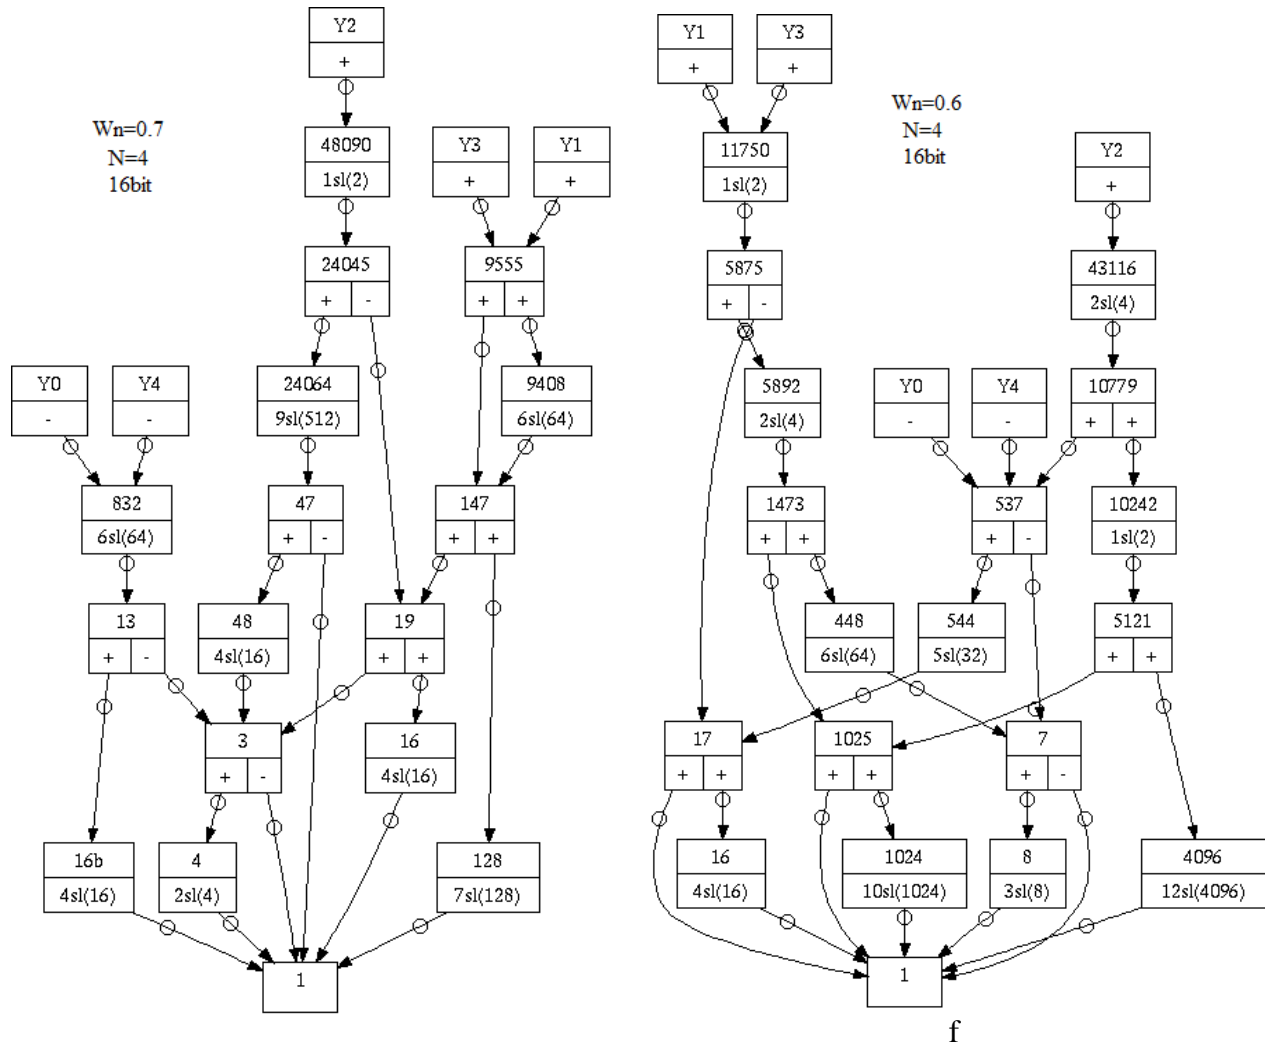 Y2
+
Wn=0.7
N=4
16bit
48090
1sl(2)
Y3
+
Y1
+
24045
+ -
9555
+ +
Y0
-
Y4
-
24064
9sl(512)
9408
6sl(64)
832
6sl(64)
47
+ -
147
+ +
13
+ -
48
4sl(16)
19
+ +
3
+ -
16
4sl(16)
16b
4sl(16)
4
2sl(4)
128
7sl(128)
1
Y1
+
Y3
+
Wn=0.6
N=4
16bit
11750
1sl(2)
Y2
+
5875
+ -
43116
2sl(4)
5892
2sl(4)
Y0
-
Y4
-
10779
+ +
1473
+ +
537
+ -
10242
1sl(2)
448
6sl(64)
544
5sl(32)
5121
+ +
17
+ +
1025
+ +
7
+ -
16
4sl(16)
1024
10sl(1024)
8
3sl(8)
4096
12sl(4096)
1
f